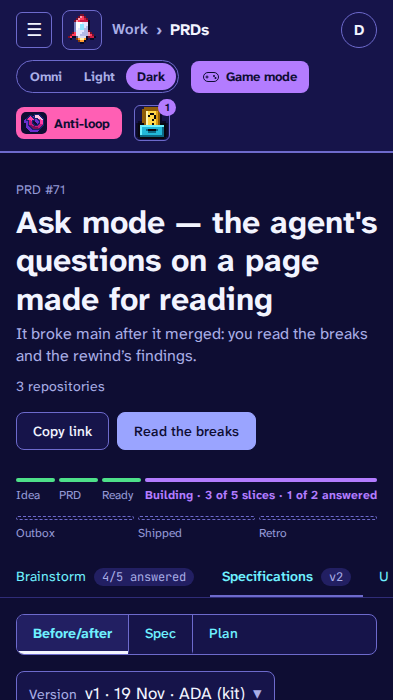 ☰ Work › PRDs D
Omni Light Dark Game mode
Anti-loop 1
PRD #71
Ask mode — the agent's
questions on a page
made for reading
It broke main after it merged: you read the breaks
and the rewind's findings.
3 repositories
Copy link Read the breaks
Idea PRD Ready Building · 3 of 5 slices · 1 of 2 answered
Outbox Shipped Retro
Brainstorm 4/5 answered Specifications v2 U
Before/after Spec Plan
Version v1 · 19 Nov · ADA (kit) ▾